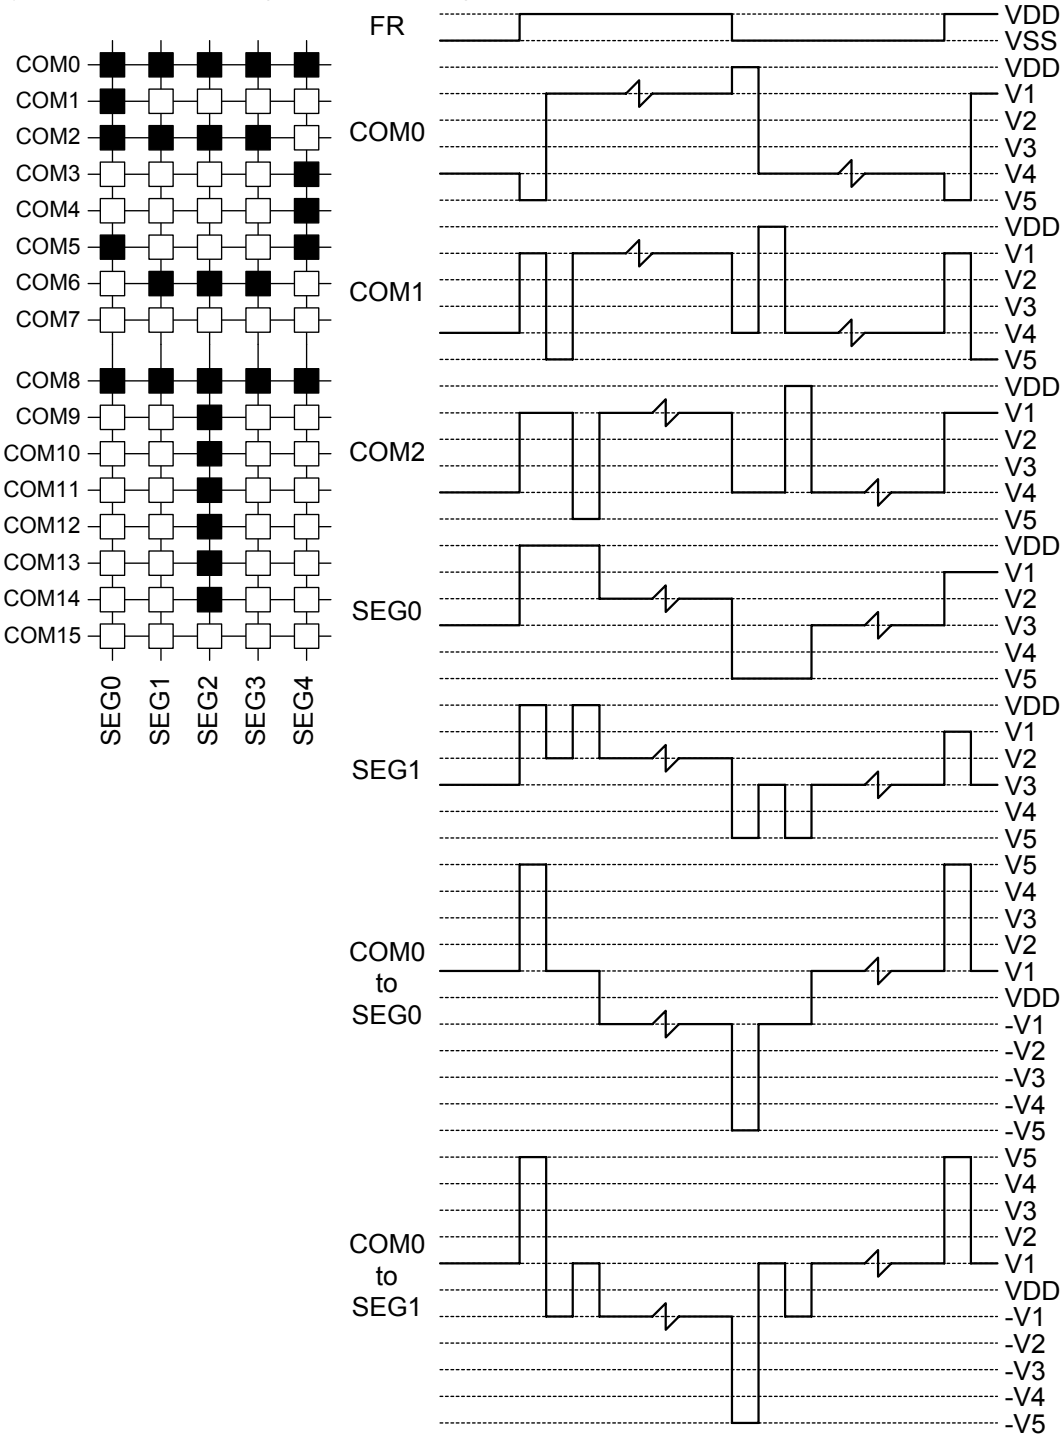 COM0
COM1
COM2
COM3
COM4
COM5
COM6
COM7
COM8
COM9
COM10
COM11
COM12
COM13
COM14
COM15
SEG0
SEG1
SEG2
SEG3
SEG4
FR
VDD
VSS
COM0
VDD
V1
V2
V3
V4
V5
COM1
VDD
V1
V2
V3
V4
V5
COM2
VDD
V1
V2
V3
V4
V5
SEG0
VDD
V1
V2
V3
V4
V5
SEG1
VDD
V1
V2
V3
V4
V5
COM0
to
SEG0
V5
V4
V3
V2
V1
VDD
-V1
-V2
-V3
-V4
-V5
COM0
to
SEG1
V5
V4
V3
V2
V1
VDD
-V1
-V2
-V3
-V4
-V5